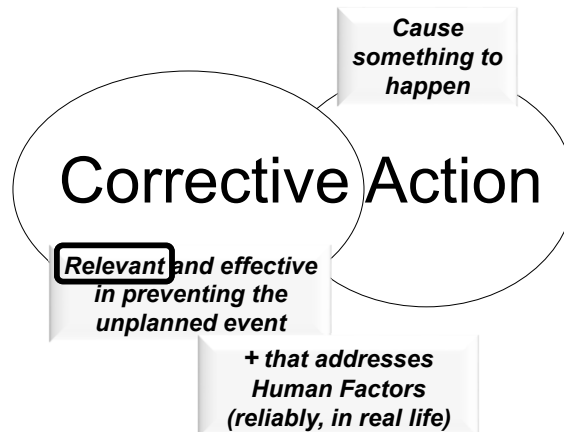 Cause
something to
happen
Corrective Action
Relevant and effective
in preventing the
unplanned event
+ that addresses
Human Factors
(reliably, in real life)